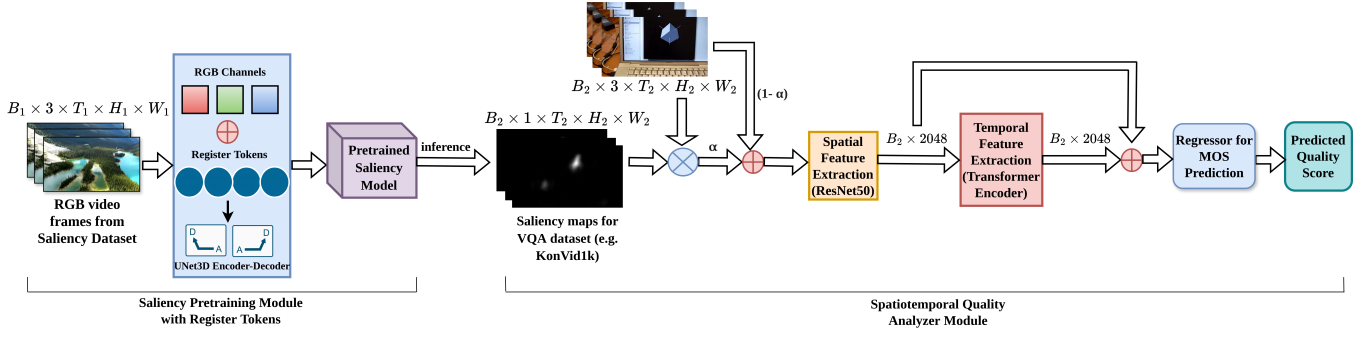 B₁ × 3 × T₁ × H₁ × W₁
RGB video
frames from
Saliency Dataset
RGB Channels
Register Tokens
D
A
D
A
UNet3D Encoder-Decoder
Pretrained
Saliency
Model
inference
Saliency Pretraining Module
with Register Tokens
B₂ × 3 × T₂ × H₂ × W₂
B₂ × 1 × T₂ × H₂ × W₂
Saliency maps for
VQA dataset (e.g.
KonVid1k)
α
(1- α)
Spatial
Feature
Extraction
(ResNet50)
B₂ × 2048
Temporal
Feature
Extraction
(Transformer
Encoder)
B₂ × 2048
Regressor for
MOS
Prediction
Predicted
Quality
Score
Spatiotemporal Quality
Analyzer Module